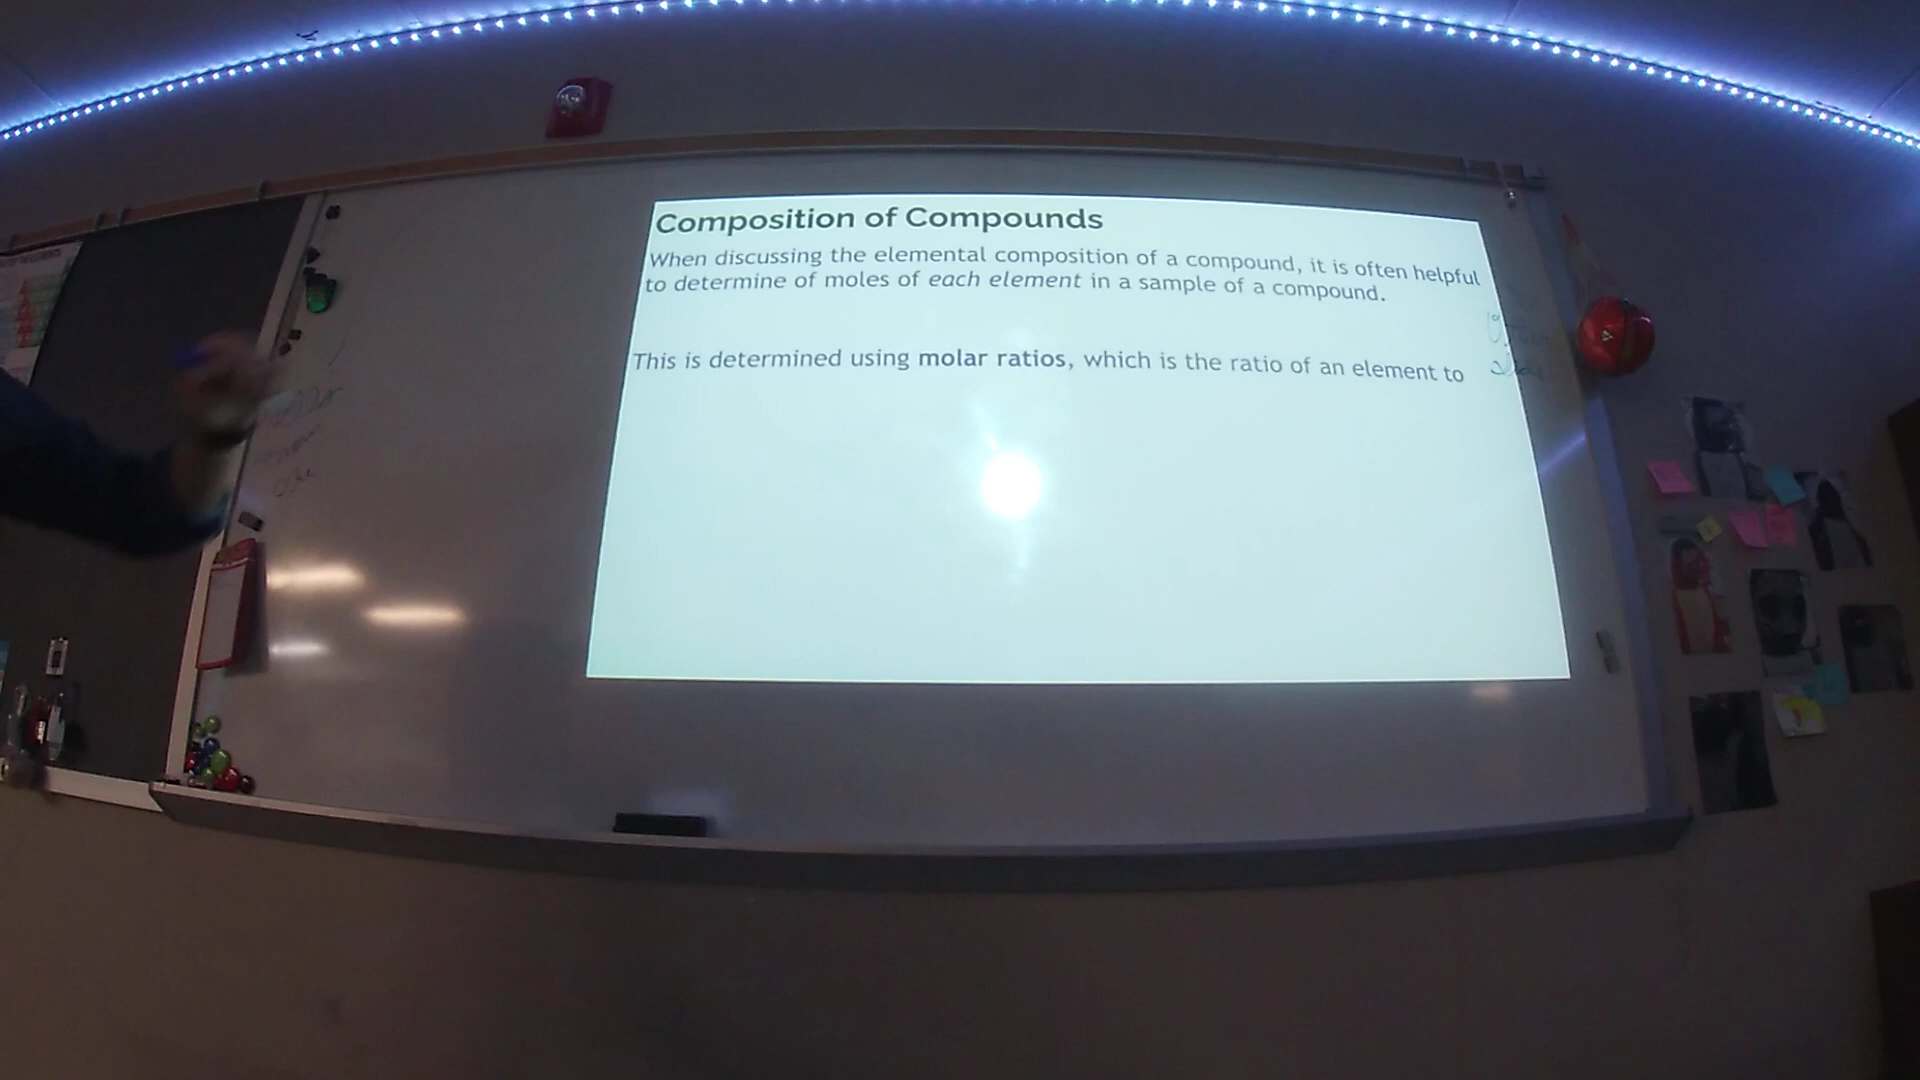 Composition of Compounds
When discussing the elemental composition of a compound, it is often helpful
to determine of moles of each element in a sample of a compound.
This is determined using molar ratios, which is the ratio of an element to